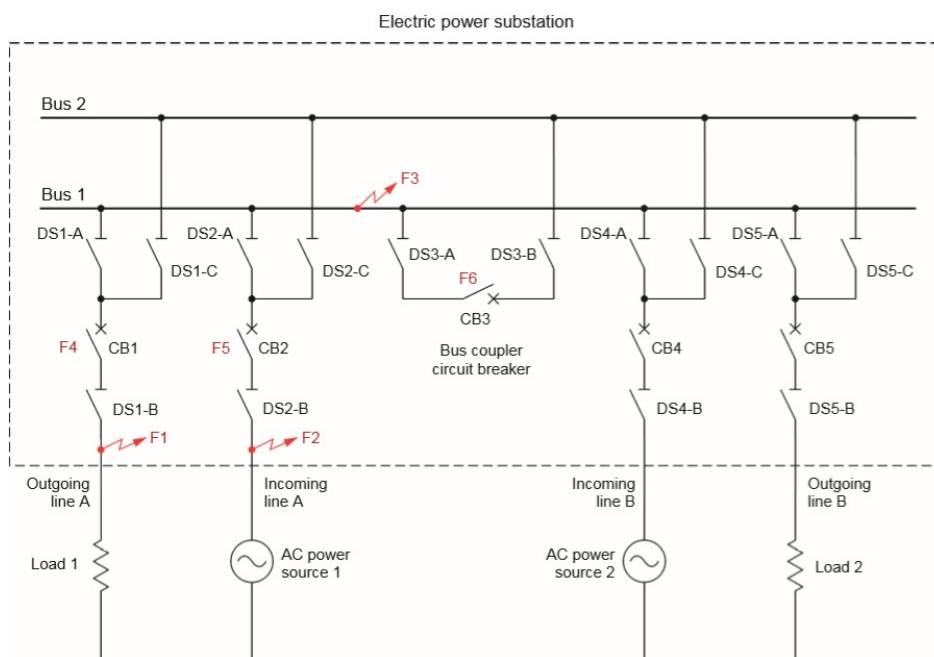 Electric power substation
Bus 2
Bus 1
F3
DS1-A
DS1-C
DS2-A
DS2-C
DS3-A
DS3-B
DS4-A
DS4-C
DS5-A
DS5-C
F6
CB3
F4
CB1
F5
CB2
Bus coupler
circuit breaker
CB4
CB5
DS1-B
DS2-B
DS4-B
DS5-B
F1
F2
Outgoing
line A
Incoming
line A
Incoming
line B
Outgoing
line B
Load 1
AC power
source 1
AC power
source 2
Load 2